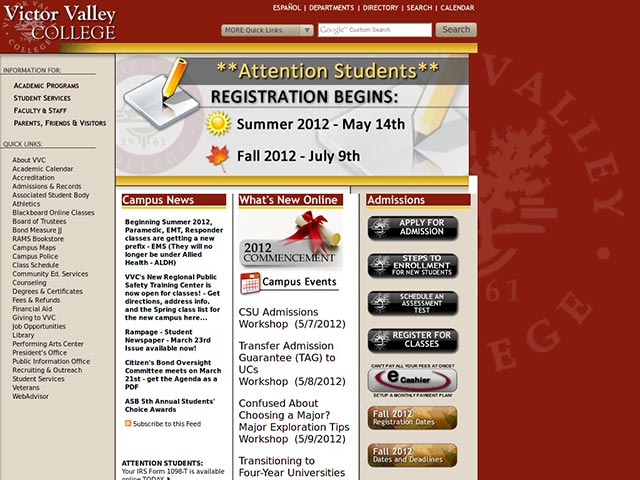 Victor Valley
COLLEGE
ESPAÑOL | DEPARTMENTS | DIRECTORY | SEARCH | CALENDAR
MORE Quick Links
Google™ Custom Search
Search
INFORMATION FOR:
ACADEMIC PROGRAMS
STUDENT SERVICES
FACULTY & STAFF
PARENTS, FRIENDS & VISITORS
QUICK LINKS:
About VVC
Academic Calendar
Accreditation
Admissions & Records
Associated Student Body
Athletics
Blackboard Online Classes
Board of Trustees
Bond Measure JJ
RAMS Bookstore
Campus Maps
Campus Police
Class Schedule
Community Ed. Services
Counseling
Degrees & Certificates
Fees & Refunds
Financial Aid
Giving to VVC
Job Opportunities
Library
Performing Arts Center
President's Office
Public Information Office
Recruiting & Outreach
Student Services
Veterans
WebAdvisor
**Attention Students**
REGISTRATION BEGINS:
Summer 2012 - May 14th
Fall 2012 - July 9th
Campus News
Beginning Summer 2012,
Paramedic, EMT, Responder
classes are getting a new
prefix - EMS (They will no
longer be under Allied
Health - ALDH)
VVC's New Regional Public
Safety Training Center is
now open for classes! - Get
directions, address info.
and the Spring class list for
the new campus here...
Rampage - Student
Newspaper - March 23rd
Issue available now!
Citizen's Bond Oversight
Committee meets on
March 21st - get the Agenda as a
PDF
ASB 5th Annual Students'
Choice Awards
Subscribe to this Feed
ATTENTION STUDENTS:
Your IRS Form 1098-T is available
online TODAY
What's New Online
2012
COMMENCEMENT
Campus Events
CSU Admissions
Workshop (5/7/2012)
Transfer Admission
Guarantee (TAG) to
UCs
Workshop (5/8/2012)
Confused About
Choosing a Major?
Major Exploration Tips
Workshop (5/9/2012)
Transitioning to
Four-Year Universities
Admissions
APPLY FOR
ADMISSION
STEPS TO
ENROLLMENT
FOR NEW STUDENTS
SCHEDULE AN
ASSESSMENT
TEST
REGISTER FOR
CLASSES
CAN'T PAY ALL YOUR FEES AT ONCE?
e Cashier
SETUP A MONTHLY PAYMENT PLAN!
Fall 2012
Registration Dates
Fall 2012
Dates and Deadlines